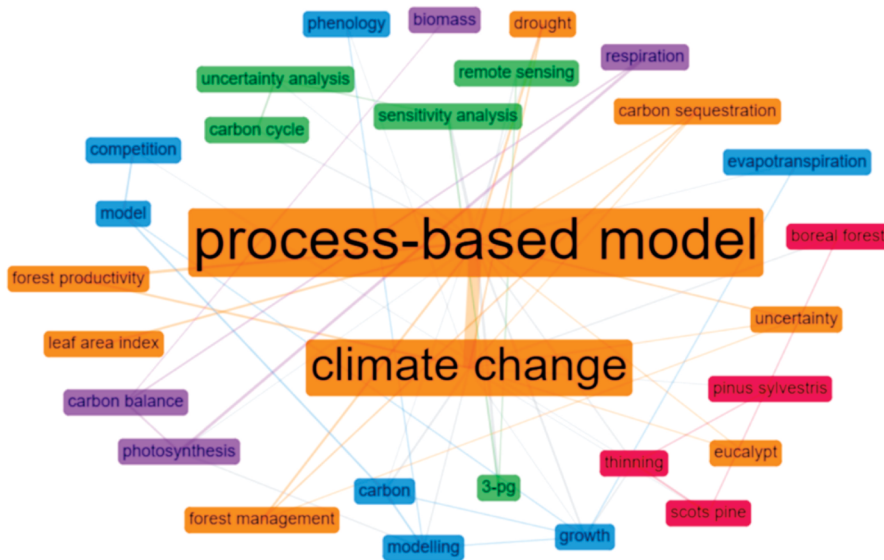 biomass
phenology
drought
respiration
uncertainty analysis
remote sensing
carbon sequestration
sensitivity analysis
carbon cycle
competition
evapotranspiration
model
process-based model
boreal forest
forest productivity
uncertainty
leaf area index
climate change
pinus sylvestris
carbon balance
photosynthesis
eucalypt
thinning
carbon
3-pg
forest management
scots pine
growth
modelling